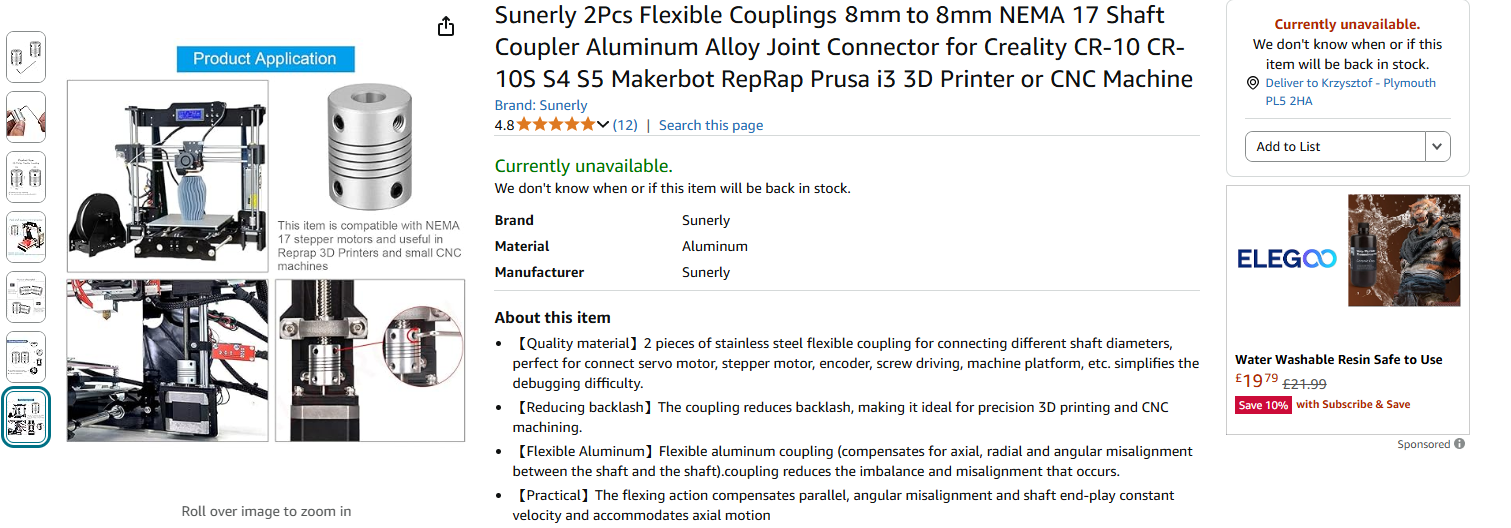 Product Application
This item is compatible with NEMA
17 stepper motors and useful in
Reprap 3D Printers and small CNC
machines
Roll over image to zoom in
Sunerly 2Pcs Flexible Couplings 8mm to 8mm NEMA 17 Shaft
Coupler Aluminum Alloy Joint Connector for Creality CR-10 CR-
10S S4 S5 Makerbot RepRap Prusa i3 3D Printer or CNC Machine
Brand: Sunerly
4.8 (12) | Search this page
Currently unavailable.
We don't know when or if this item will be back in stock.
Brand Sunerly
Material Aluminum
Manufacturer Sunerly
About this item
• 【Quality material】2 pieces of stainless steel flexible coupling for connecting different shaft diameters,
perfect for connect servo motor, stepper motor, encoder, screw driving, machine platform, etc. simplifies the
debugging difficulty.
• 【Reducing backlash】The coupling reduces backlash, making it ideal for precision 3D printing and CNC
machining.
• 【Flexible Aluminum】Flexible aluminum coupling (compensates for axial, radial and angular misalignment
between the shaft and the shaft).coupling reduces the imbalance and misalignment that occurs.
• 【Practical】The flexing action compensates parallel, angular misalignment and shaft end-play constant
velocity and accommodates axial motion
Currently unavailable.
We don't know when or if this
item will be back in stock.
Deliver to Krzysztof - Plymouth
PL5 2HA
Add to List
ELEGOO
Water Washable Resin Safe to Use
£19.79 £21.99
Save 10% with Subscribe & Save
Sponsored